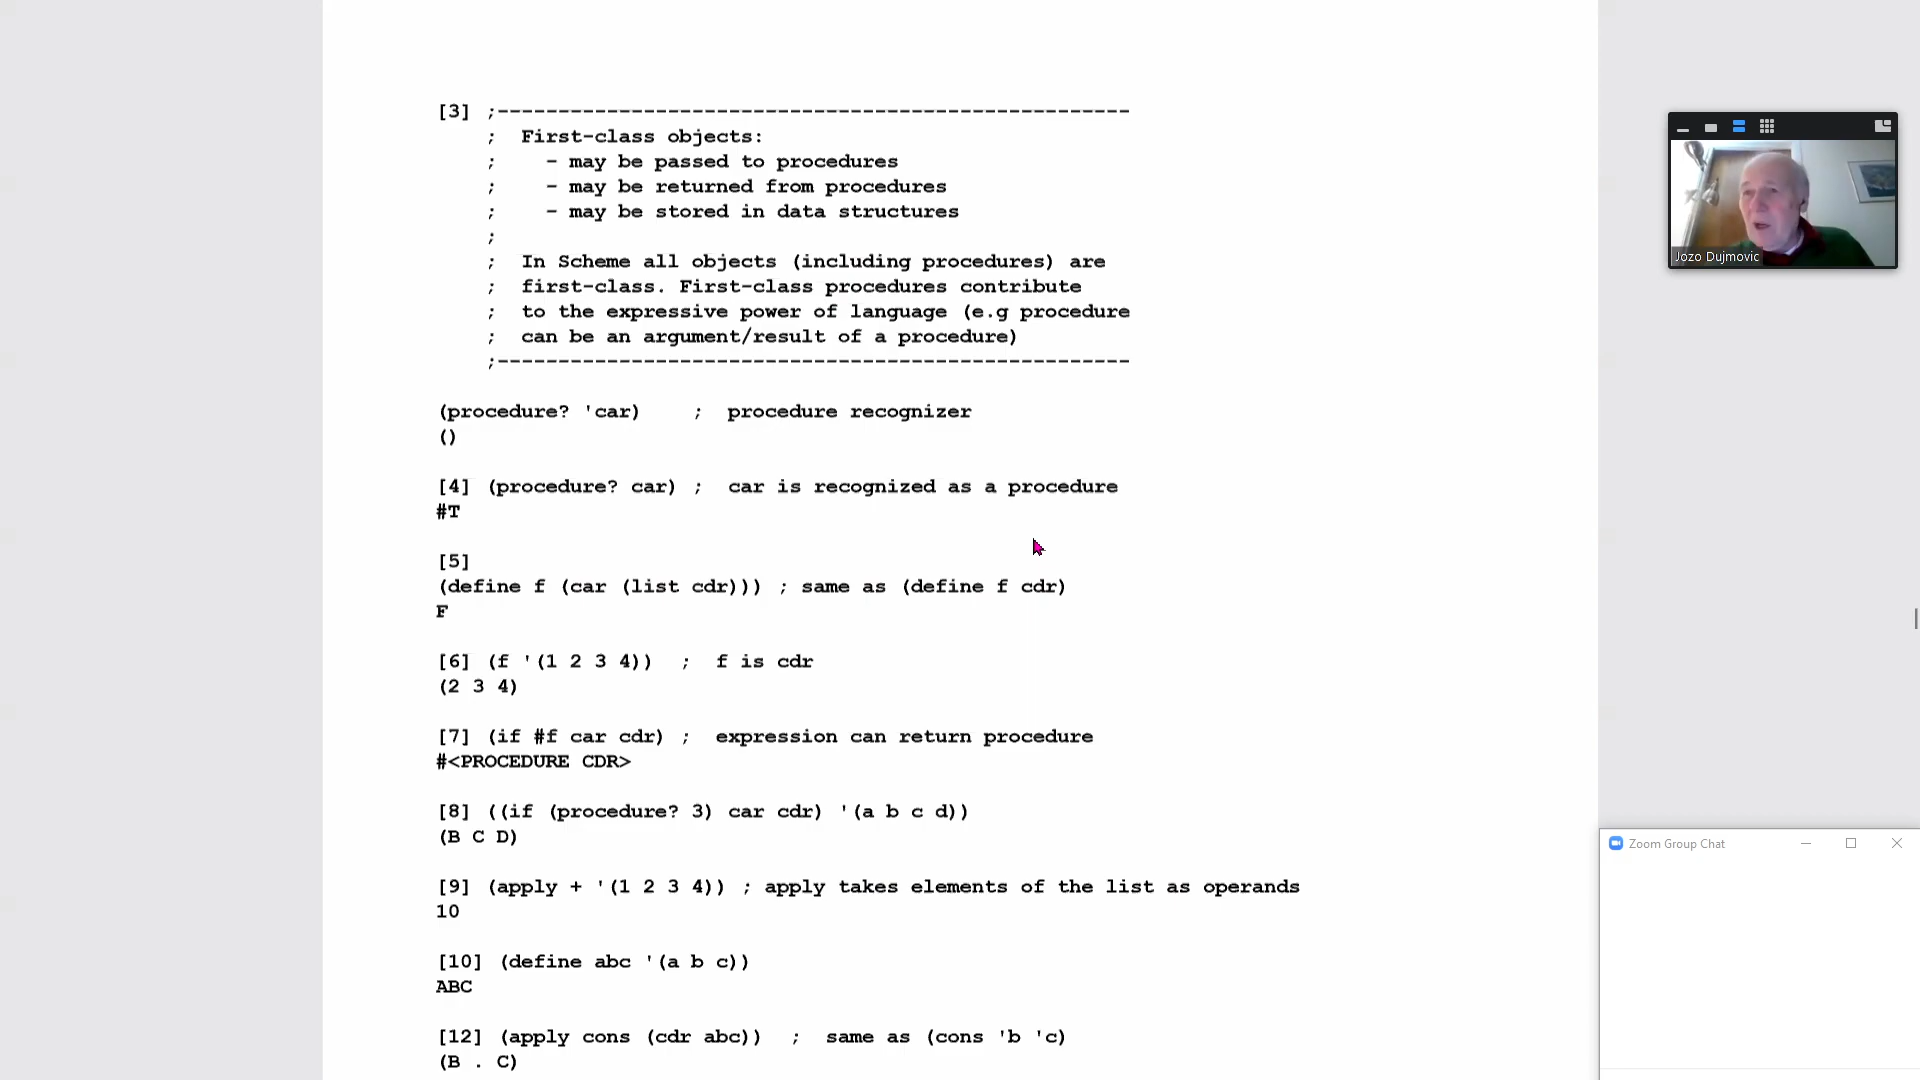 [3] ;----------------------------------------------------
; First-class objects:
; - may be passed to procedures
; - may be returned from procedures
; - may be stored in data structures
;
; In Scheme all objects (including procedures) are
; first-class. First-class procedures contribute
; to the expressive power of language (e.g procedure
; can be an argument/result of a procedure)
;----------------------------------------------------
(procedure? 'car) ; procedure recognizer
()
[4] (procedure? car) ; car is recognized as a procedure
#T
[5]
(define f (car (list cdr))) ; same as (define f cdr)
F
[6] (f '(1 2 3 4)) ; f is cdr
(2 3 4)
[7] (if #f car cdr) ; expression can return procedure
#<PROCEDURE CDR>
[8] ((if (procedure? 3) car cdr) '(a b c d))
(B C D)
[9] (apply + '(1 2 3 4)) ; apply takes elements of the list as operands
10
[10] (define abc '(a b c))
ABC
[12] (apply cons (cdr abc)) ; same as (cons 'b 'c)
(B . C)
Jozo Dujmovic
Zoom Group Chat